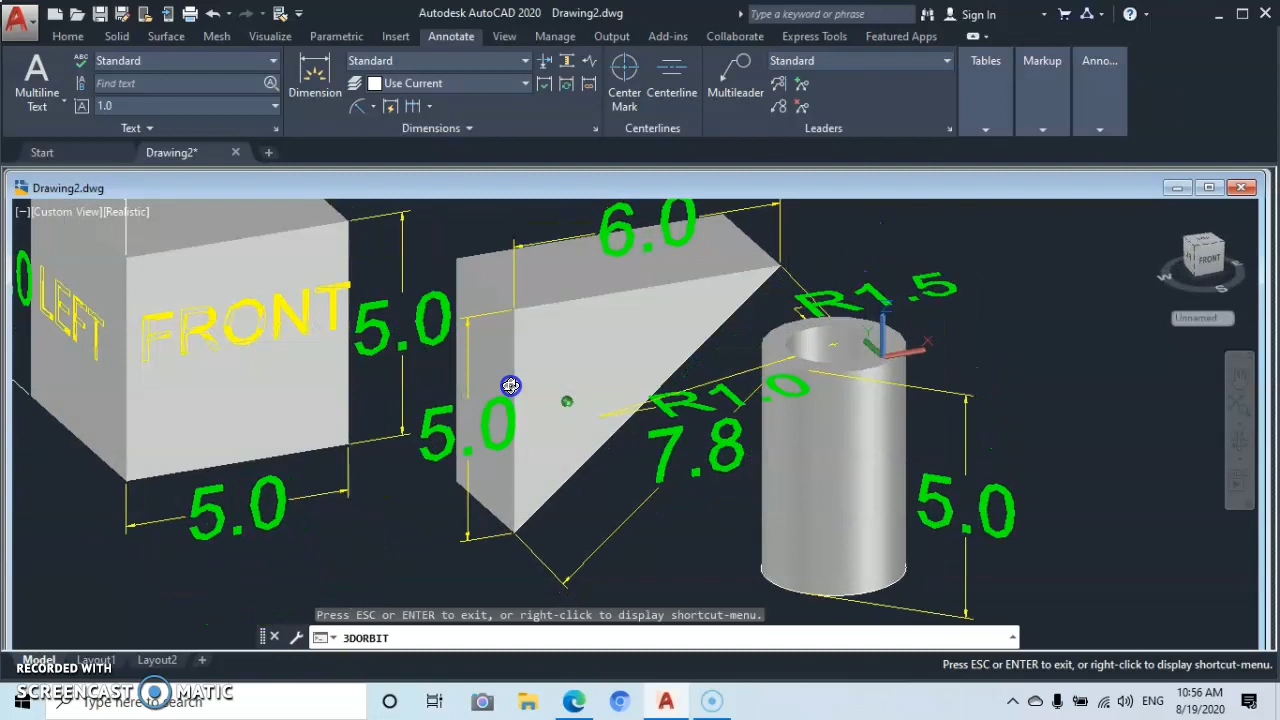 Autodesk AutoCAD 2020 Drawing2.dwg
Type a keyword or phrase
Sign In
Home Solid Surface Mesh Visualize Parametric Insert Annotate View Manage Output Add-ins Collaborate Express Tools Featured Apps
Multiline Text
ABC
Standard
Find text
1.0
Text
Dimension
Standard
Use Current
Dimensions
Center Mark
Centerline
Centerlines
Multileader
Standard
Leaders
Tables
Markup
Anno...
Start
Drawing2*
Drawing2.dwg
[−][Custom View][Realistic]
0
LEFT
FRONT
5.0
5.0
6.0
5.0
7.8
R1.5
R1.0
5.0
X
Y
Z
FRONT
W
S
Unnamed
Press ESC or ENTER to exit, or right-click to display shortcut-menu.
3DORBIT
Model Layout1 Layout2
Press ESC or ENTER to exit, or right-click to display shortcut-menu.
RECORDED WITH
SCREENCAST MATIC
Type here to search
ENG
10:56 AM
8/19/2020